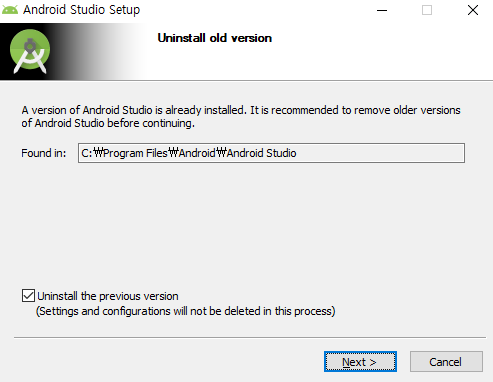 Android Studio Setup
Uninstall old version
A version of Android Studio is already installed. It is recommended to remove older versions
of Android Studio before continuing.
Found in: C:₩Program Files₩Android₩Android Studio
Uninstall the previous version
(Settings and configurations will not be deleted in this process)
Next > Cancel